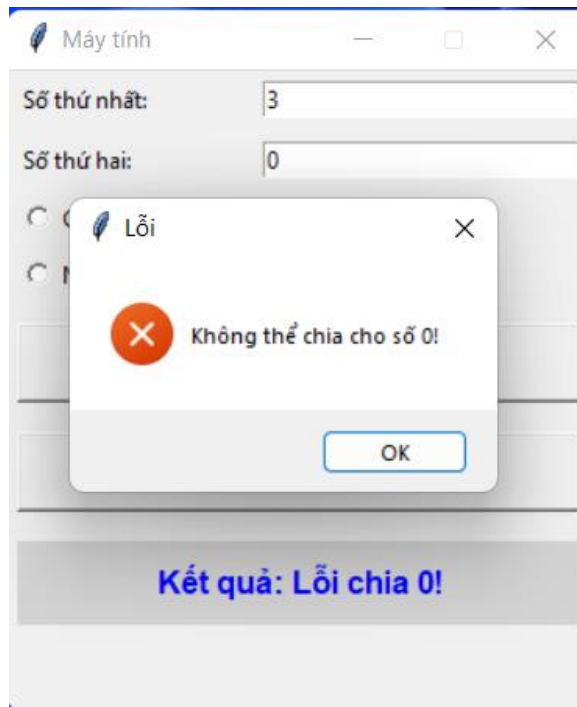 Máy tính
Số thứ nhất: 3
Số thứ hai: 0
Lỗi
Không thể chia cho số 0!
OK
Kết quả: Lỗi chia 0!